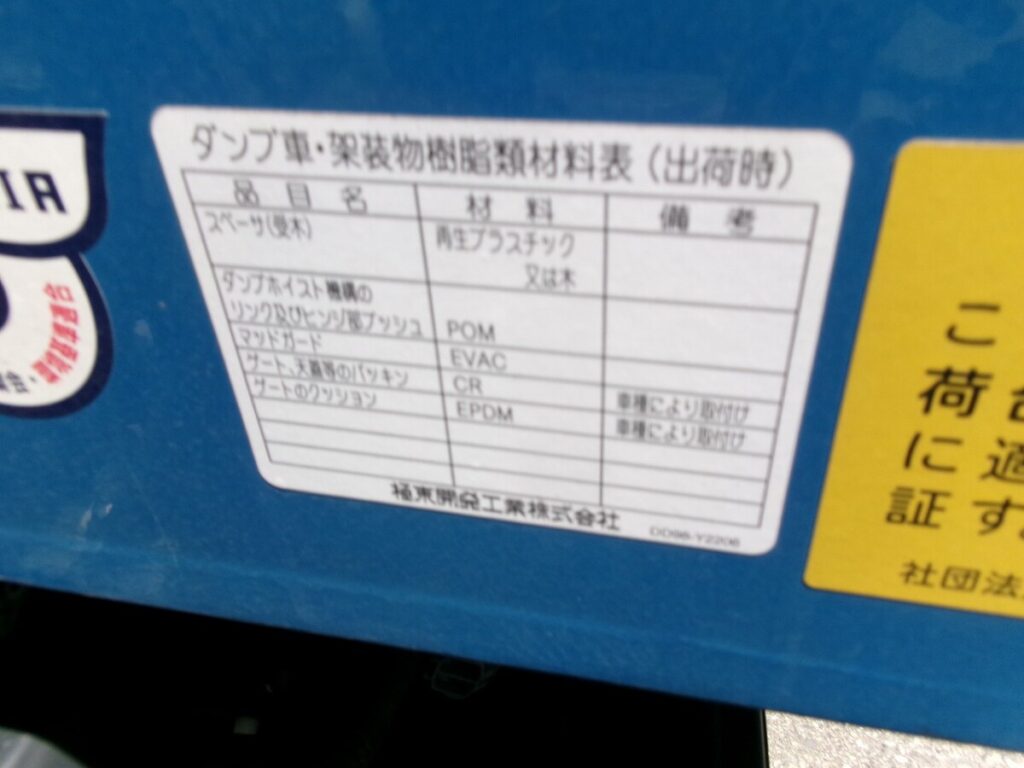 ダンプ車・架装物樹脂類材料表（出荷時）
品目名 材料 備考
スペーサ(受木) 再生プラスチック
又は木
ダンプホイスト機構の
リンク及びヒンジ部ブッシュ POM
マッドガード EVAC
ゲート、天蓋等のパッキン CR 車種により取付け
ゲートのクッション EPDM 車種により取付け
極東開発工業株式会社 DD98-Y2206
IA
こ
荷台
に適
証す
社団法